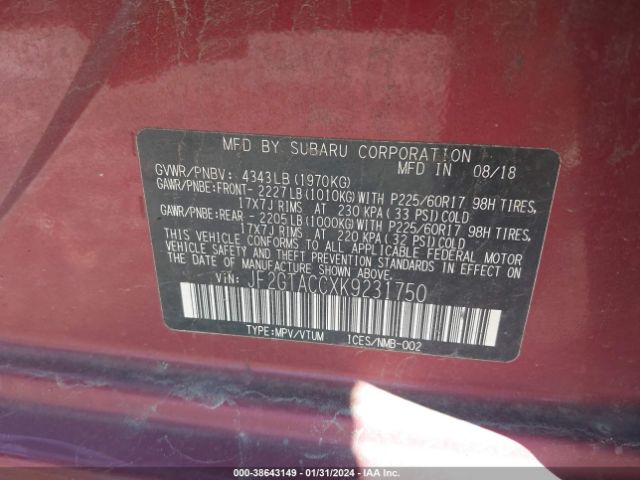 MFD BY SUBARU CORPORATION MFD IN 08/18
GVWR/PNBV: 4343LB(1970KG)
GAWR/PNBE:FRONT- 2227LB(1010KG)WITH P225/60R17 98H TIRES,
17X7J RIMS AT 230 KPA(33 PSI)COLD
GAWR/PNBE:REAR - 2205LB(1000KG)WITH P225/60R17 98H TIRES,
17X7J RIMS AT 220 KPA(32 PSI)COLD
THIS VEHICLE CONFORMS TO ALL APPLICABLE FEDERAL MOTOR
VEHICLE SAFETY AND THEFT PREVENTION STANDARDS IN EFFECT
ON THE DATE OF MANUFACTURE SHOWN ABOVE.
VIN: JF2GTACCXK9231750
TYPE:MPV/VTUM ICES/NMB-002
000-38643149 - 01/31/2024 - IAA Inc.